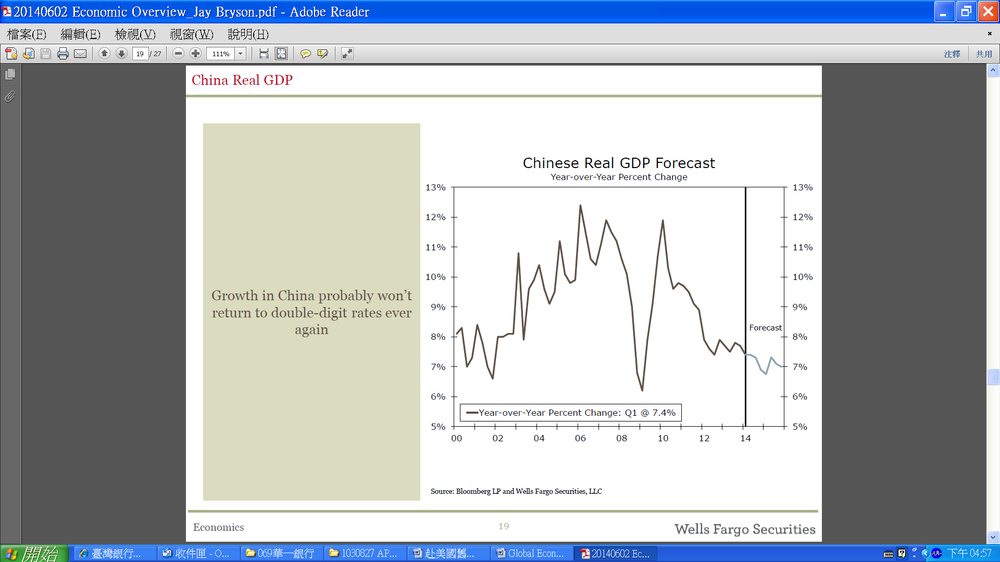 20140602 Economic Overview_Jay Bryson.pdf - Adobe Reader
檔案(F) 編輯(E) 檢視(V) 視窗(W) 說明(H)
19 / 27 111% 注釋 共用
China Real GDP
Growth in China probably won't
return to double-digit rates ever
again
Chinese Real GDP Forecast
Year-over-Year Percent Change
13% 13%
12% 12%
11% 11%
10% 10%
9% 9%
Forecast
8% 8%
7% 7%
6% 6%
Year-over-Year Percent Change: Q1 @ 7.4%
5% 5%
00 02 04 06 08 10 12 14
Source: Bloomberg LP and Wells Fargo Securities, LLC
Economics 19 Wells Fargo Securities
開始 臺灣銀行... 收件匣 - O... 069華一銀行 1030827 AP... 赴美國舊... Global Econ... 20140602 Ec... 下午 04:57